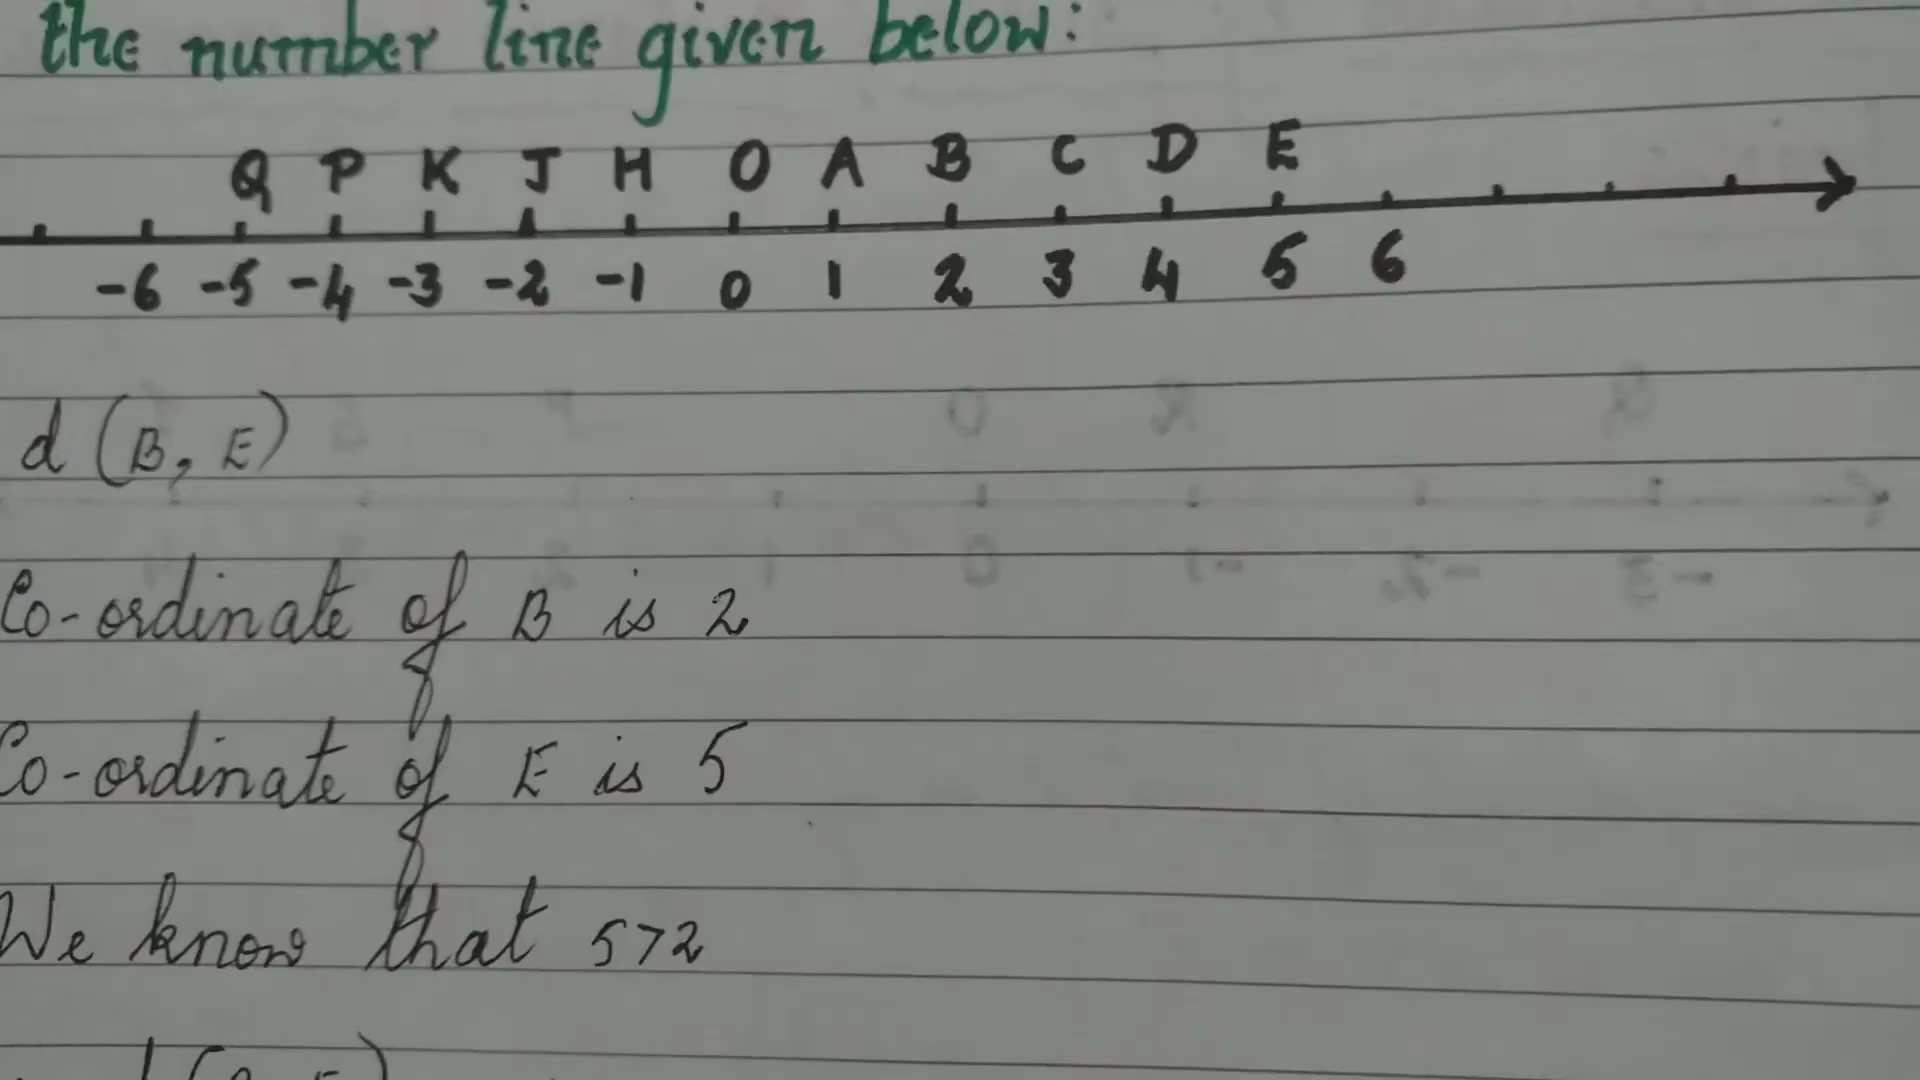 the number line given below:
Q P K J H O A B C D E
-6 -5 -4 -3 -2 -1 0 1 2 3 4 5 6
d (B, E)
Co-ordinate of B is 2
Co-ordinate of E is 5
We know that 5>2